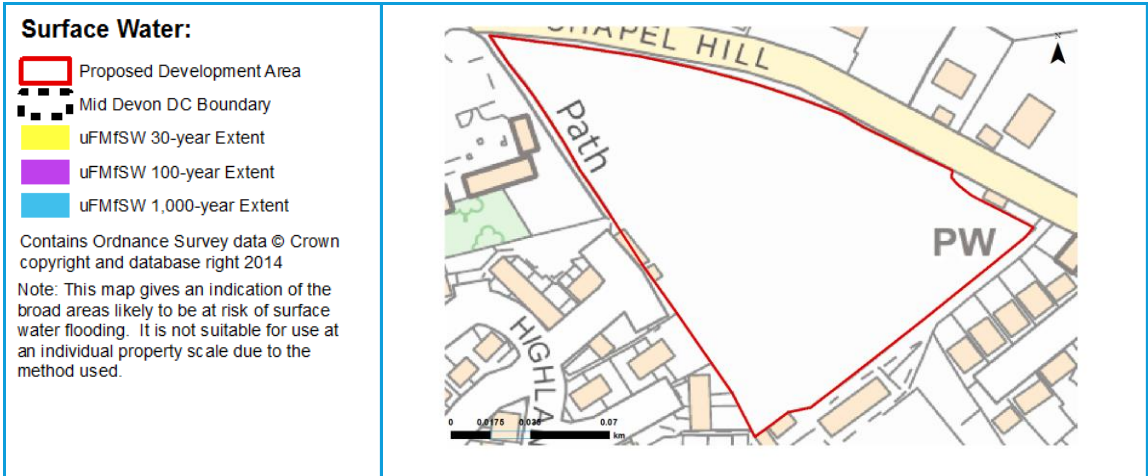 Surface Water:
Proposed Development Area
Mid Devon DC Boundary
uFMfSW 30-year Extent
uFMfSW 100-year Extent
uFMfSW 1,000-year Extent
Contains Ordnance Survey data © Crown
copyright and database right 2014
Note: This map gives an indication of the
broad areas likely to be at risk of surface
water flooding. It is not suitable for use at
an individual property scale due to the
method used.
CHAPEL HILL
N
Path
PW
HIGHLA
0 0.0175 0.035 0.07
km